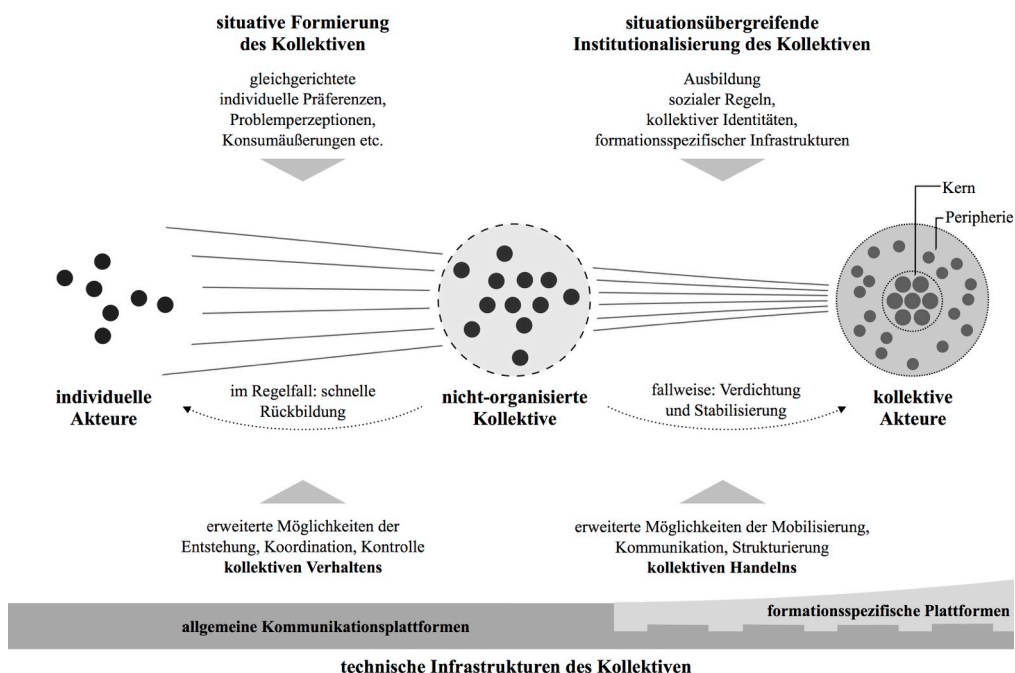 situative Formierung
des Kollektiven
gleichgerichtete
individuelle Präferenzen,
Problemperzeptionen,
Konsumäußerungen etc.
situationsübergreifende
Institutionalisierung des Kollektiven
Ausbildung
sozialer Regeln,
kollektiver Identitäten,
formationsspezifischer Infrastrukturen
Kern
Peripherie
individuelle
Akteure
im Regelfall: schnelle
Rückbildung
nicht-organisierte
Kollektive
fallweise: Verdichtung
und Stabilisierung
kollektive
Akteure
erweiterte Möglichkeiten der
Entstehung, Koordination, Kontrolle
kollektiven Verhaltens
erweiterte Möglichkeiten der Mobilisierung,
Kommunikation, Strukturierung
kollektiven Handelns
allgemeine Kommunikationsplattformen
formationsspezifische Plattformen
technische Infrastrukturen des Kollektiven